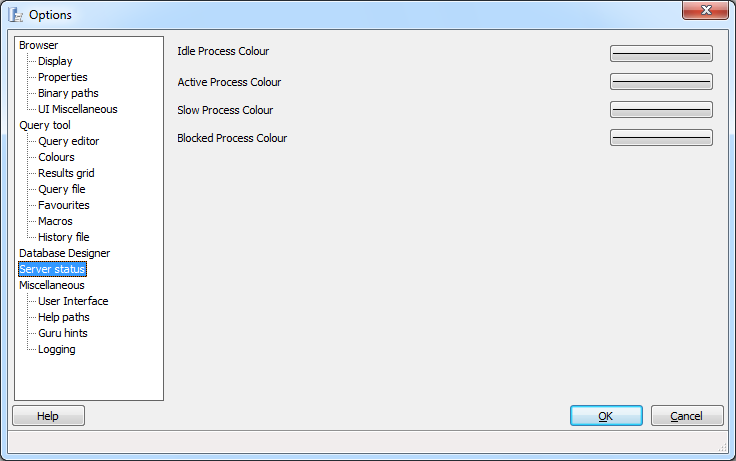 Options
Browser
Display
Properties
Binary paths
UI Miscellaneous
Query tool
Query editor
Colours
Results grid
Query file
Favourites
Macros
History file
Database Designer
Server status
Miscellaneous
User Interface
Help paths
Guru hints
Logging
Idle Process Colour
Active Process Colour
Slow Process Colour
Blocked Process Colour
Help
OK
Cancel